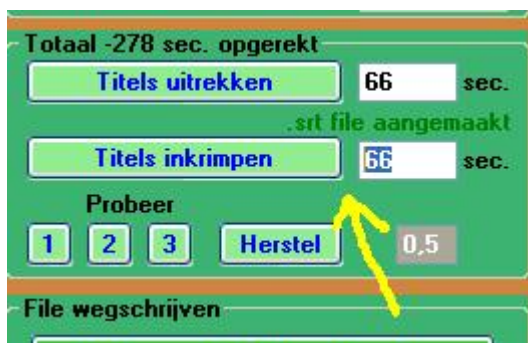 Totaal -278 sec. opgerekt
Titels uitrekken 66 sec.
.srt file aangemaakt
Titels inkrimpen 66 sec.
Probeer
1 2 3 Herstel 0,5
File wegschrijven